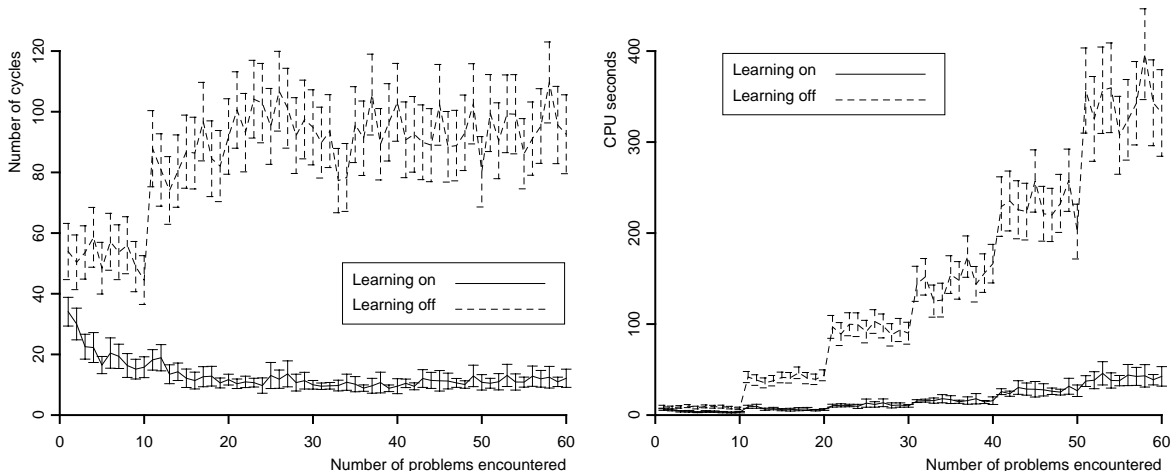 Number of cycles
120
100
80
60
40
20
0
Learning on
Learning off
0 10 20 30 40 50 60
Number of problems encountered
CPU seconds
400
300
200
100
0
Learning on
Learning off
0 10 20 30 40 50 60
Number of problems encountered